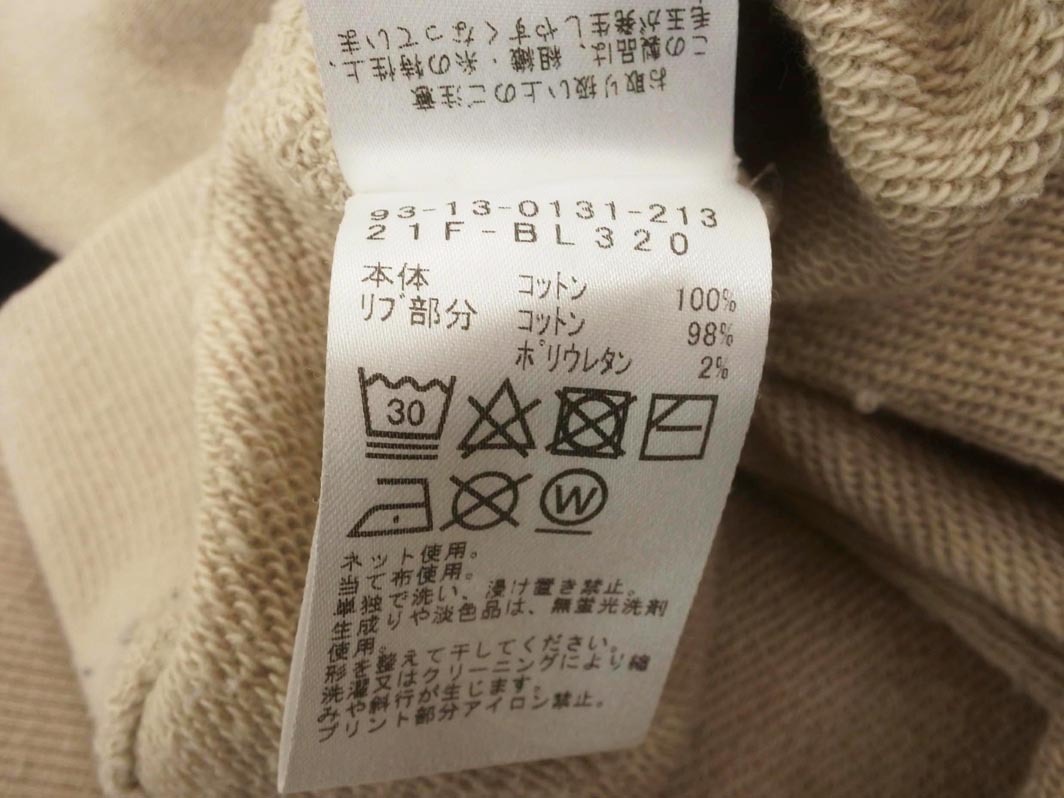 お取り扱い上のご注意
この製品は、組織・糸の特性上、
毛玉が発生しやすくなっていま
93-13-0131-213
21F-BL320
本体 コットン 100%
リブ部分 コットン 98%
ポリウレタン 2%
30
W
ネット使用。
当て布使用。
単独で洗い、浸け置き禁止。
生成りや淡色品は、無蛍光洗剤
使用。
形を整えて干してください。
洗濯又はクリーニングにより縮
みや斜行が生じます。
プリント部分アイロン禁止。